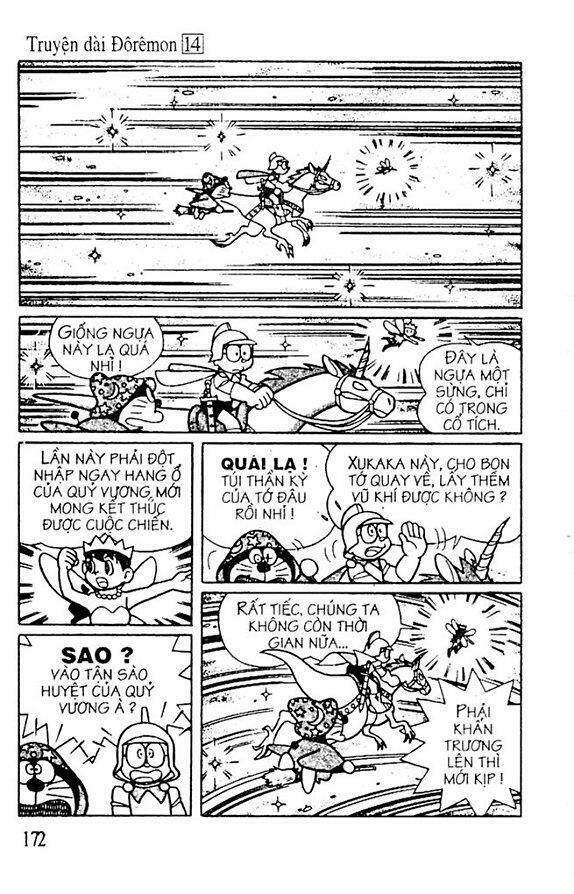 Truyện dài Đôrêmon 14
GIỐNG NGỰA
NÀY LẠ QUÁ
NHỈ !
ĐÂY LÀ
NGỰA MỘT
SỪNG, CHỈ
CÓ TRONG
CỔ TÍCH.
LẦN NÀY PHẢI ĐỘT
NHẬP NGAY HANG Ổ
CỦA QUỶ VƯƠNG MỚI
MONG KẾT THÚC
ĐƯỢC CUỘC CHIẾN.
QUÁI LẠ !
TÚI THẦN KỲ
CỦA TỚ ĐÂU
RỒI NHỈ !
XUKAKA NÀY, CHO BỌN
TỚ QUAY VỀ, LẤY THÊM
VŨ KHÍ ĐƯỢC KHÔNG ?
SAO ?
VÀO TẬN SÀO
HUYỆT CỦA QUỶ
VƯƠNG À ?
RẤT TIẾC, CHÚNG TA
KHÔNG CÒN THỜI
GIAN NỮA...
PHẢI
KHẨN
TRƯƠNG
LÊN THÌ
MỚI KỊP !
172